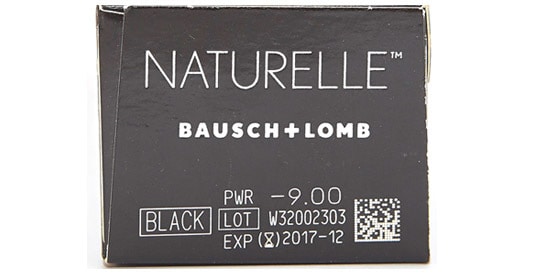 NATURELLE™
BAUSCH+LOMB
PWR -9.00
BLACK LOT W32002303
EXP 2017-12